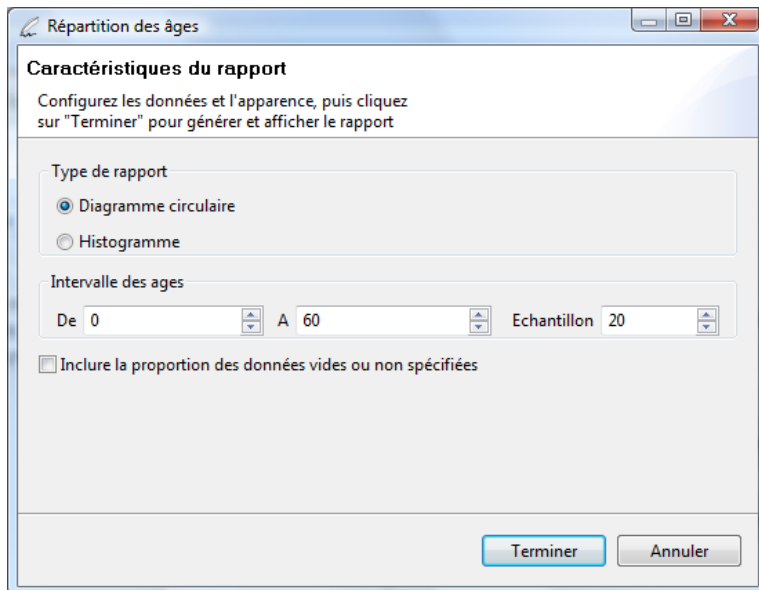 Répartition des âges
Caractéristiques du rapport
Configurez les données et l'apparence, puis cliquez
sur "Terminer" pour générer et afficher le rapport
Type de rapport
Diagramme circulaire
Histogramme
Intervalle des ages
De 0 A 60 Echantillon 20
Inclure la proportion des données vides ou non spécifiées
Terminer Annuler